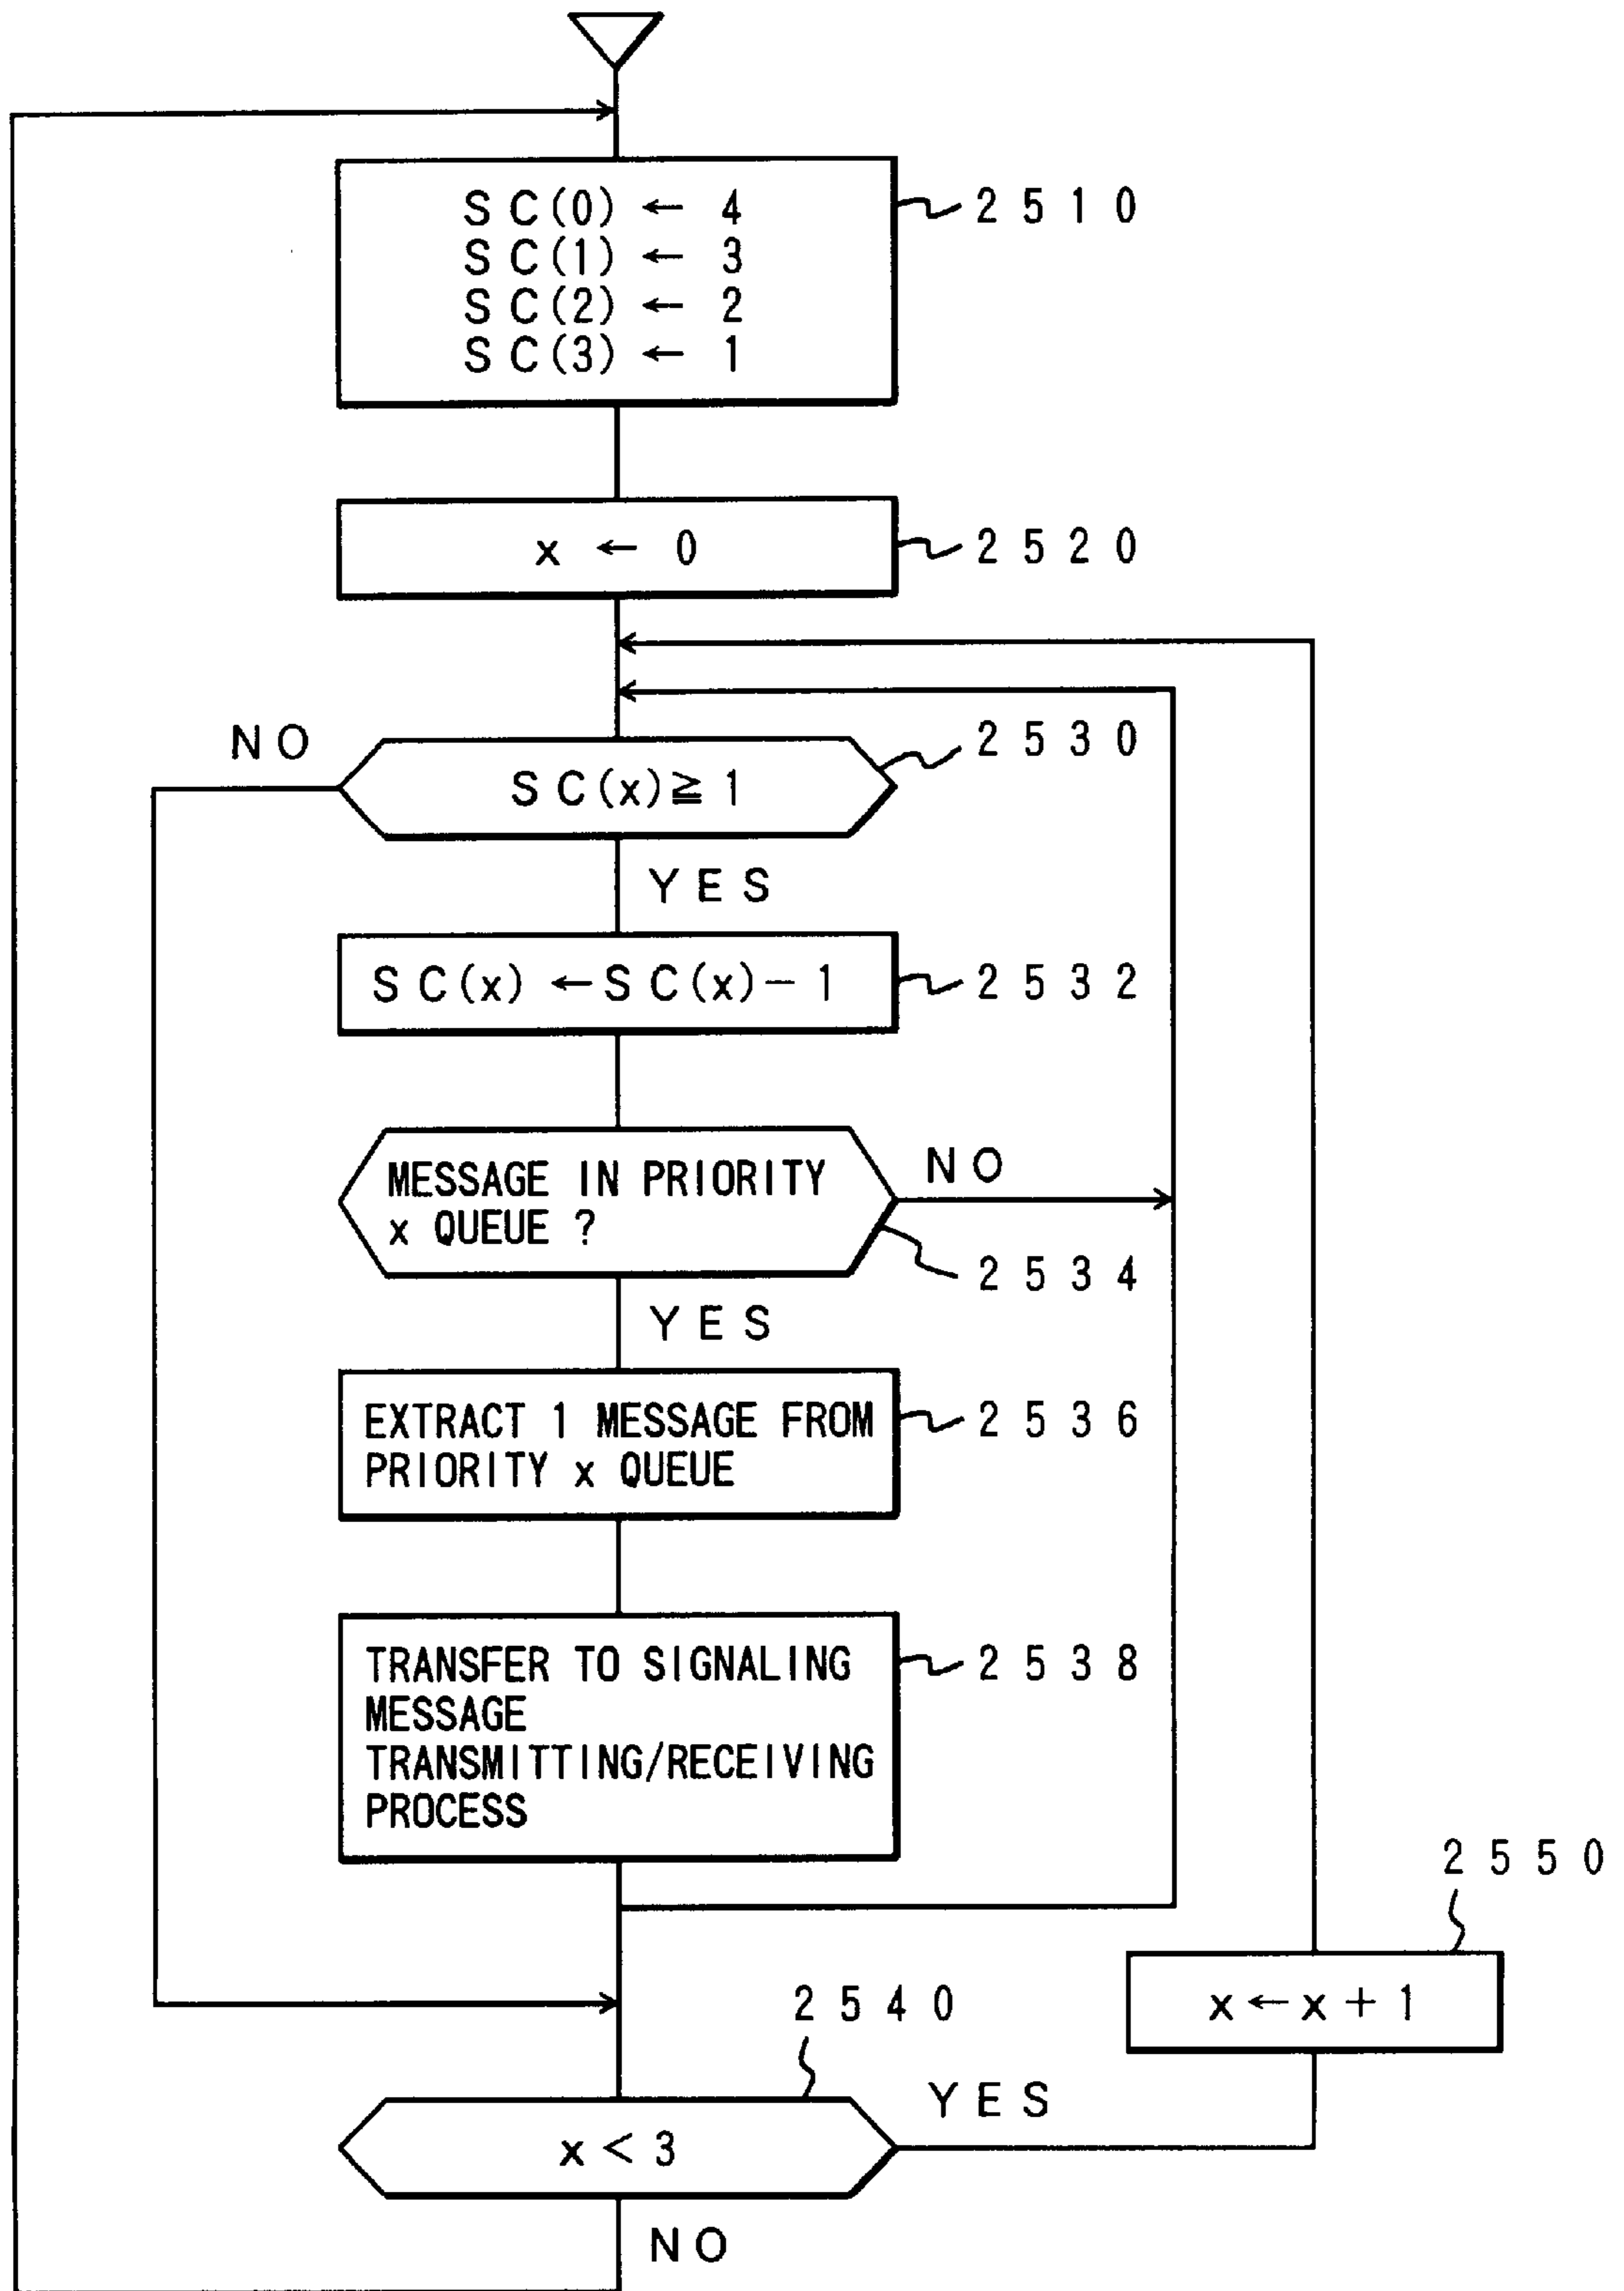 SC(0) ← 4
SC(1) ← 3
SC(2) ← 2
SC(3) ← 1
2510
x ← 0
2520
NO
2530
SC(x) ≧ 1
YES
SC(x) ← SC(x) − 1
2532
MESSAGE IN PRIORITY
x QUEUE ?
NO
2534
YES
EXTRACT 1 MESSAGE FROM
PRIORITY x QUEUE
2536
TRANSFER TO SIGNALING
MESSAGE
TRANSMITTING/RECEIVING
PROCESS
2538
2550
x ← x + 1
2540
YES
x < 3
NO